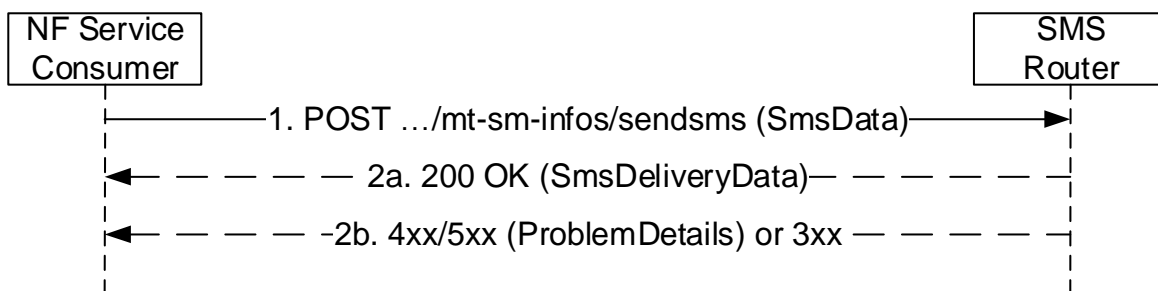 NF Service
Consumer
SMS
Router
1. POST …/mt-sm-infos/sendsms (SmsData)
2a. 200 OK (SmsDeliveryData)
2b. 4xx/5xx (ProblemDetails) or 3xx